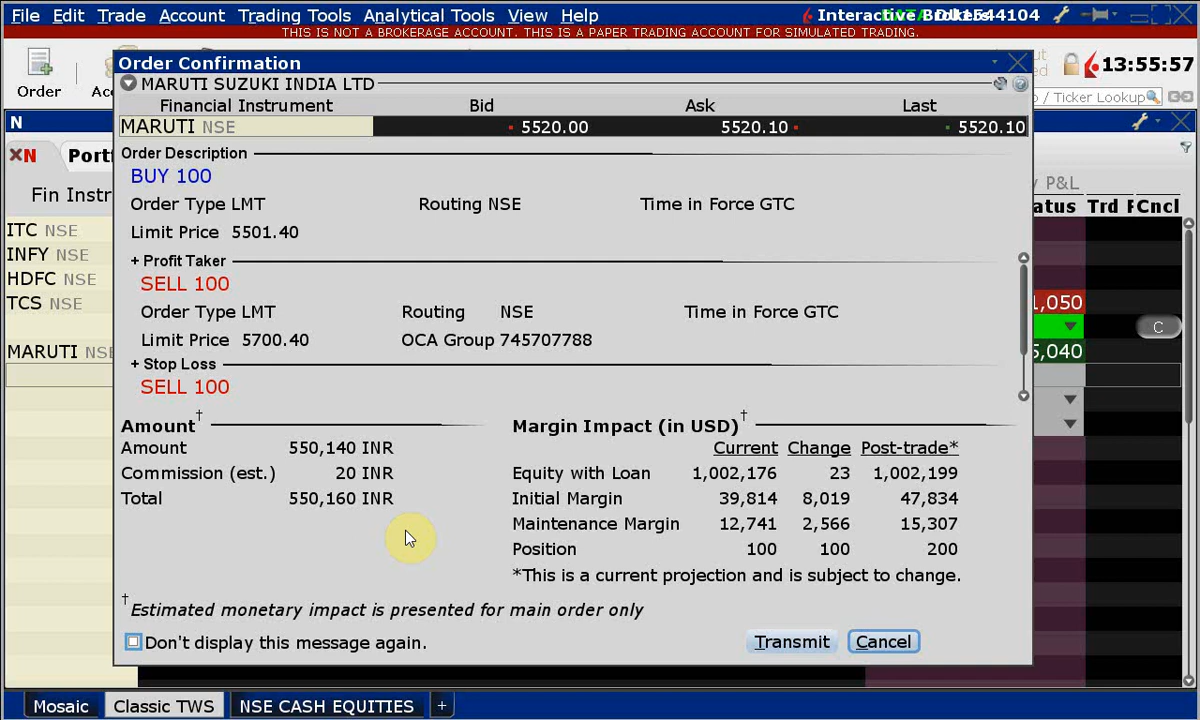 File Edit Trade Account Trading Tools Analytical Tools View Help
Interactive Brokers
DU1544104
THIS IS NOT A BROKERAGE ACCOUNT. THIS IS A PAPER TRADING ACCOUNT FOR SIMULATED TRADING.
Order
13:55:57
Order Confirmation
MARUTI SUZUKI INDIA LTD
Financial Instrument Bid Ask Last
/ Ticker Lookup
MARUTI NSE 5520.00 5520.10 5520.10
N
Order Description
N
BUY 100
P&L
Fin Instr
Order Type LMT Routing NSE Time in Force GTC
Trd Cncl
ITC NSE
Limit Price 5501.40
INFY NSE
+ Profit Taker
HDFC NSE
SELL 100
TCS NSE
1,050
Order Type LMT Routing NSE Time in Force GTC
C
Limit Price 5700.40 OCA Group 745707788
MARUTI NSE
5,040
+ Stop Loss
SELL 100
Amount†
Margin Impact (in USD)†
Amount 550,140 INR
Current Change Post-trade*
Commission (est.) 20 INR
Equity with Loan 1,002,176 23 1,002,199
Total 550,160 INR
Initial Margin 39,814 8,019 47,834
Maintenance Margin 12,741 2,566 15,307
Position 100 100 200
*This is a current projection and is subject to change.
†Estimated monetary impact is presented for main order only
Don't display this message again.
Transmit Cancel
Mosaic Classic TWS NSE CASH EQUITIES +